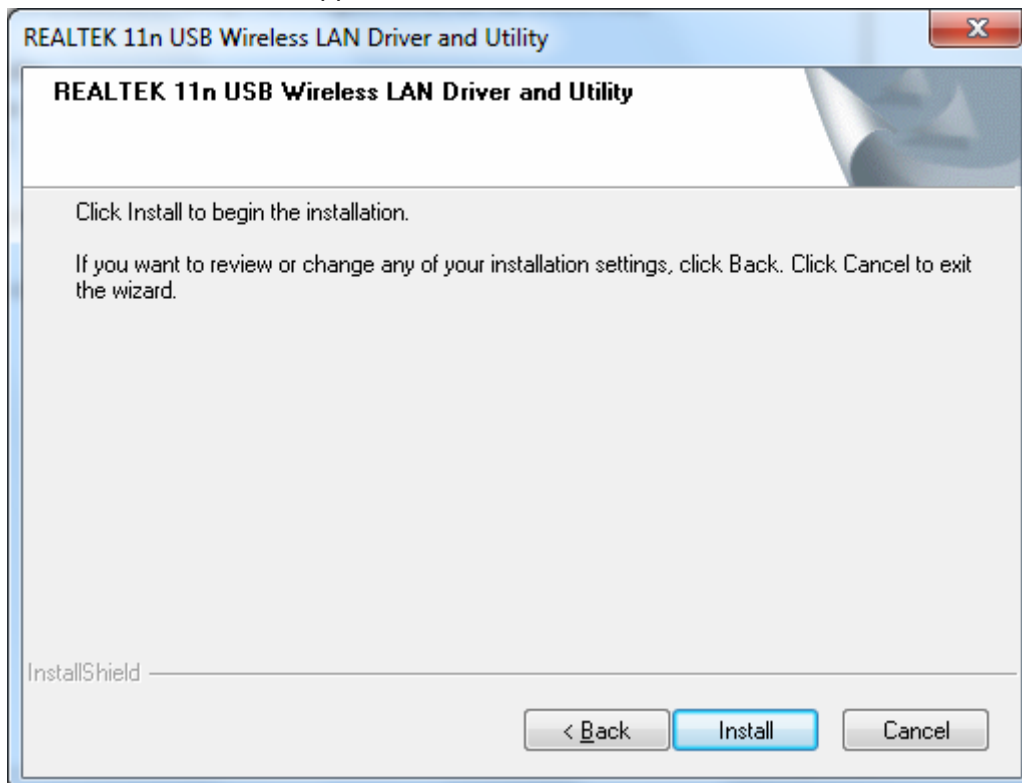 REALTEK 11n USB Wireless LAN Driver and Utility
REALTEK 11n USB Wireless LAN Driver and Utility
Click Install to begin the installation.
If you want to review or change any of your installation settings, click Back. Click Cancel to exit
the wizard.
InstallShield
< Back Install Cancel